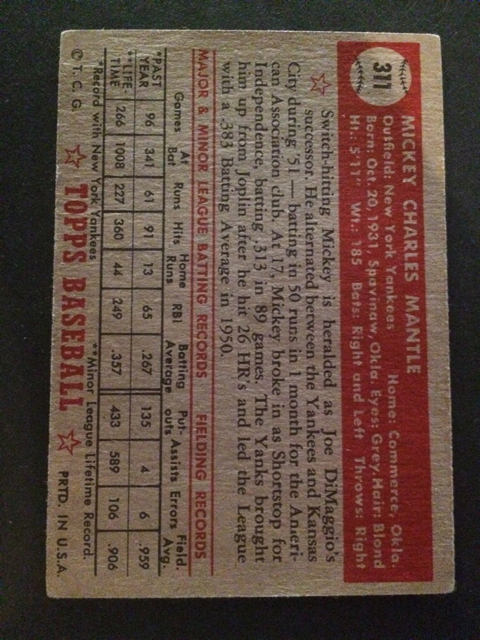 311
MICKEY CHARLES MANTLE
Outfield: New York Yankees Home: Commerce, Okla.
Born: Oct. 20, 1931, Spavinaw, Okla. Eyes: Grey. Hair: Blond
Ht.: 5'11" Wt.: 185 Bats: Right and Left Throws: Right
Switch-hitting Mickey is heralded as Joe DiMaggio's
successor. He alternated between the Yankees and Kansas
City during '51 — batting in 50 runs in 1 month for the Ameri-
can Association club. At 17, Mickey broke in as Shortstop for
Independence, batting .313 in 89 games. The Yanks brought
him up from Joplin after he hit 26 HR's and led the League
with a .383 Batting Average in 1950.
MAJOR & MINOR LEAGUE BATTING RECORDS FIELDING RECORDS
Games At Bat Runs Hits Home Runs RBI Batting Average Put-outs Assists Errors Field. Avg.
*PAST YEAR 96 341 61 91 13 65 .267 135 4 6 .959
**LIFE TIME 266 1008 227 360 44 249 .357 433 589 106 .906
*Record with New York Yankees **Minor League Lifetime Record.
© T. C. G. TOPPS BASEBALL PRTD. IN U.S.A.